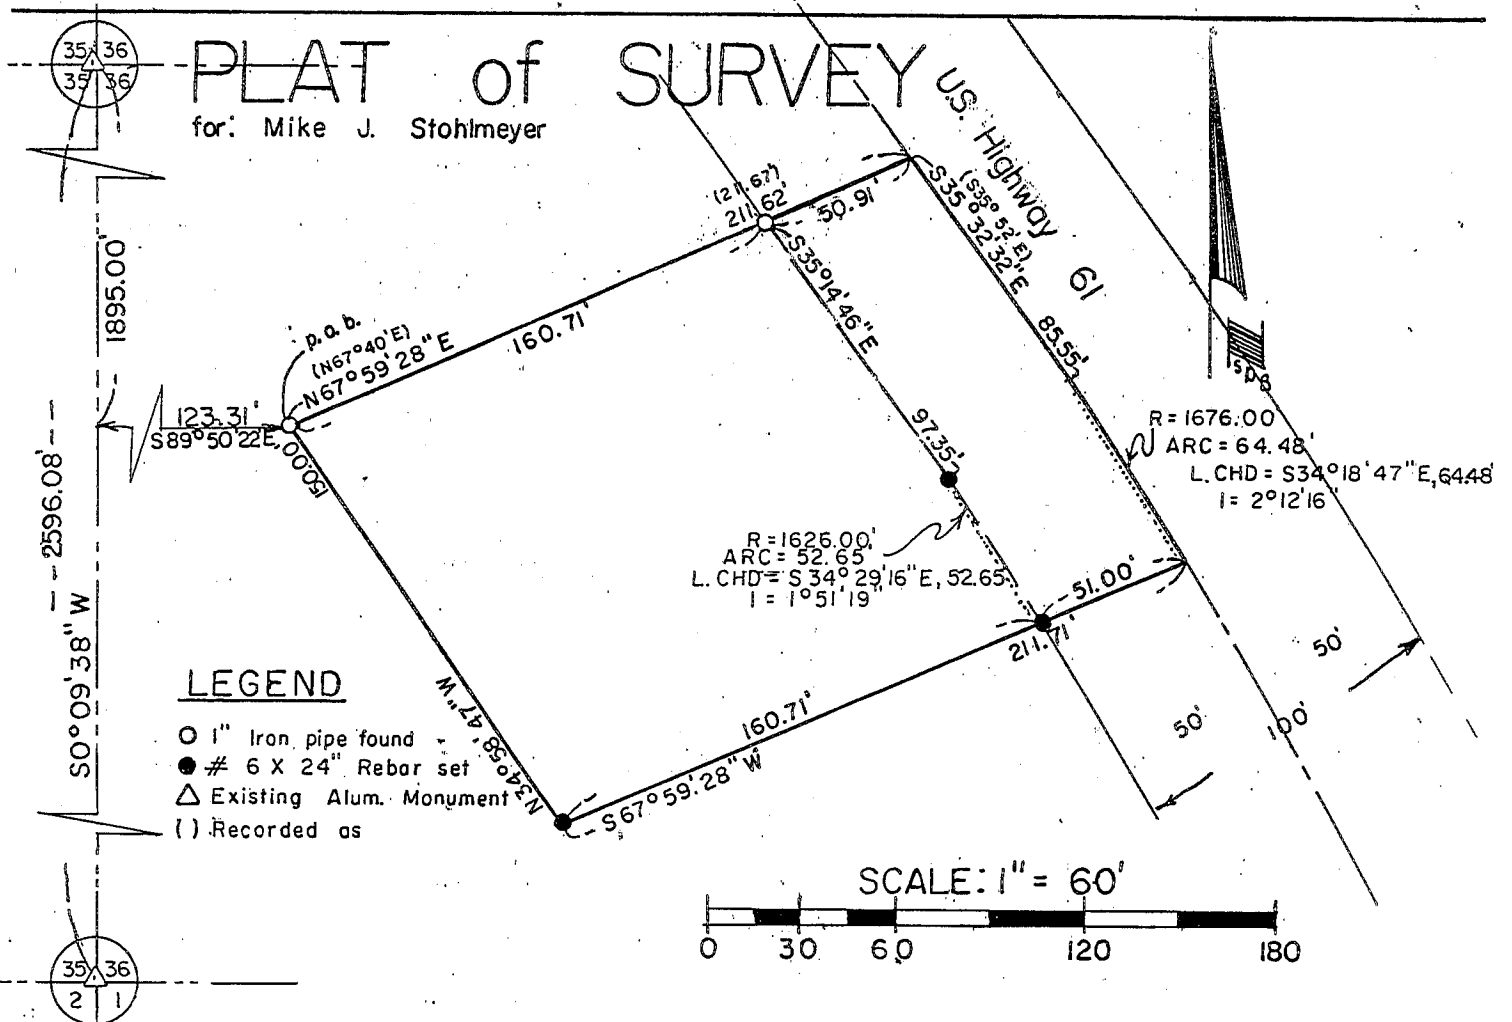 PLAT of SURVEY
for: Mike J. Stohlmeyer
35 36
35 36
1895.00'
2596.08'
S0°09'38" W
123.31'
S89°50'22E,
p.o.b.
(N67°40'E)
N67°59'28" E
160.71'
(211.67')
211.62'
50.91'
U.S. Highway 61
(S35°52'E)
S35°32'32"E
85.55'
S35°14'46"E
97.35'
150.00'
N34°58'47" W
R = 1676.00
ARC = 64.48'
L. CHD = S34°18'47"E, 64.48'
I = 2°12'16"
R = 1626.00'
ARC = 52.65'
L. CHD = S 34°29'16"E, 52.65
I = 1°51'19"
51.00'
211.71'
160.71'
S67°59'28" W
50'
50'
100'
LEGEND
1" Iron pipe found
# 6 X 24" Rebar set
Existing Alum. Monument
( ) Recorded as
SCALE: 1" = 60'
0 30 60 120 180
35 36
2 1